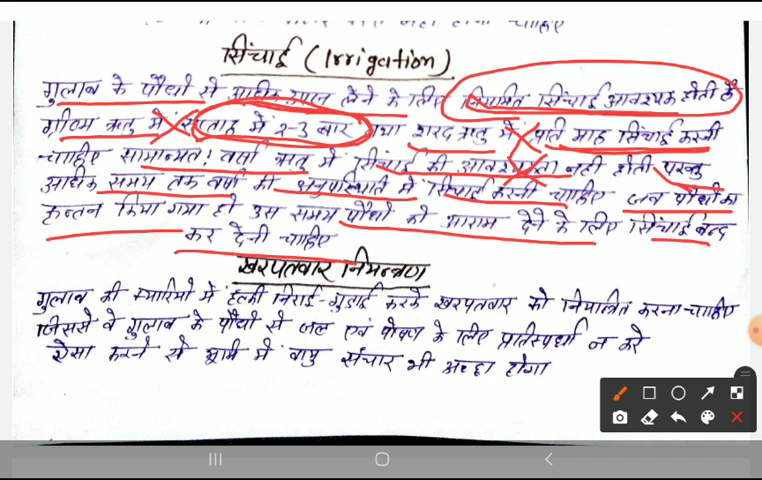 सिंचाई (Irrigation)
गुलाब के पौधों से अधिक उपज लेने के लिए नियमित सिंचाई आवश्यक होती है
ग्रीष्म ऋतु में सप्ताह में 2-3 बार तथा शरद ऋतु में प्रति माह सिंचाई करनी
चाहिए सामान्यत! वर्षा ऋतु में सिंचाई की आवश्यकता नही होती परन्तु
अधिक समय तक वर्षा की अनुपस्थिति में सिंचाई करनी चाहिए जब पौधों का
कृन्तन किया गया हो उस समय पौधों को आराम देने के लिए सिंचाई बन्द
कर देनी चाहिए
खरपतवार नियन्त्रण
गुलाब की क्यारियों में हल्की निराई-गुडाई करके खरपतवार को नियन्त्रित करना चाहिए
जिससे वे गुलाब के पौधों से जल एवं पोषण के लिए प्रतिस्पर्धा न करे
ऐसा करने से भूमि में वायु संचार भी अच्छा होगा